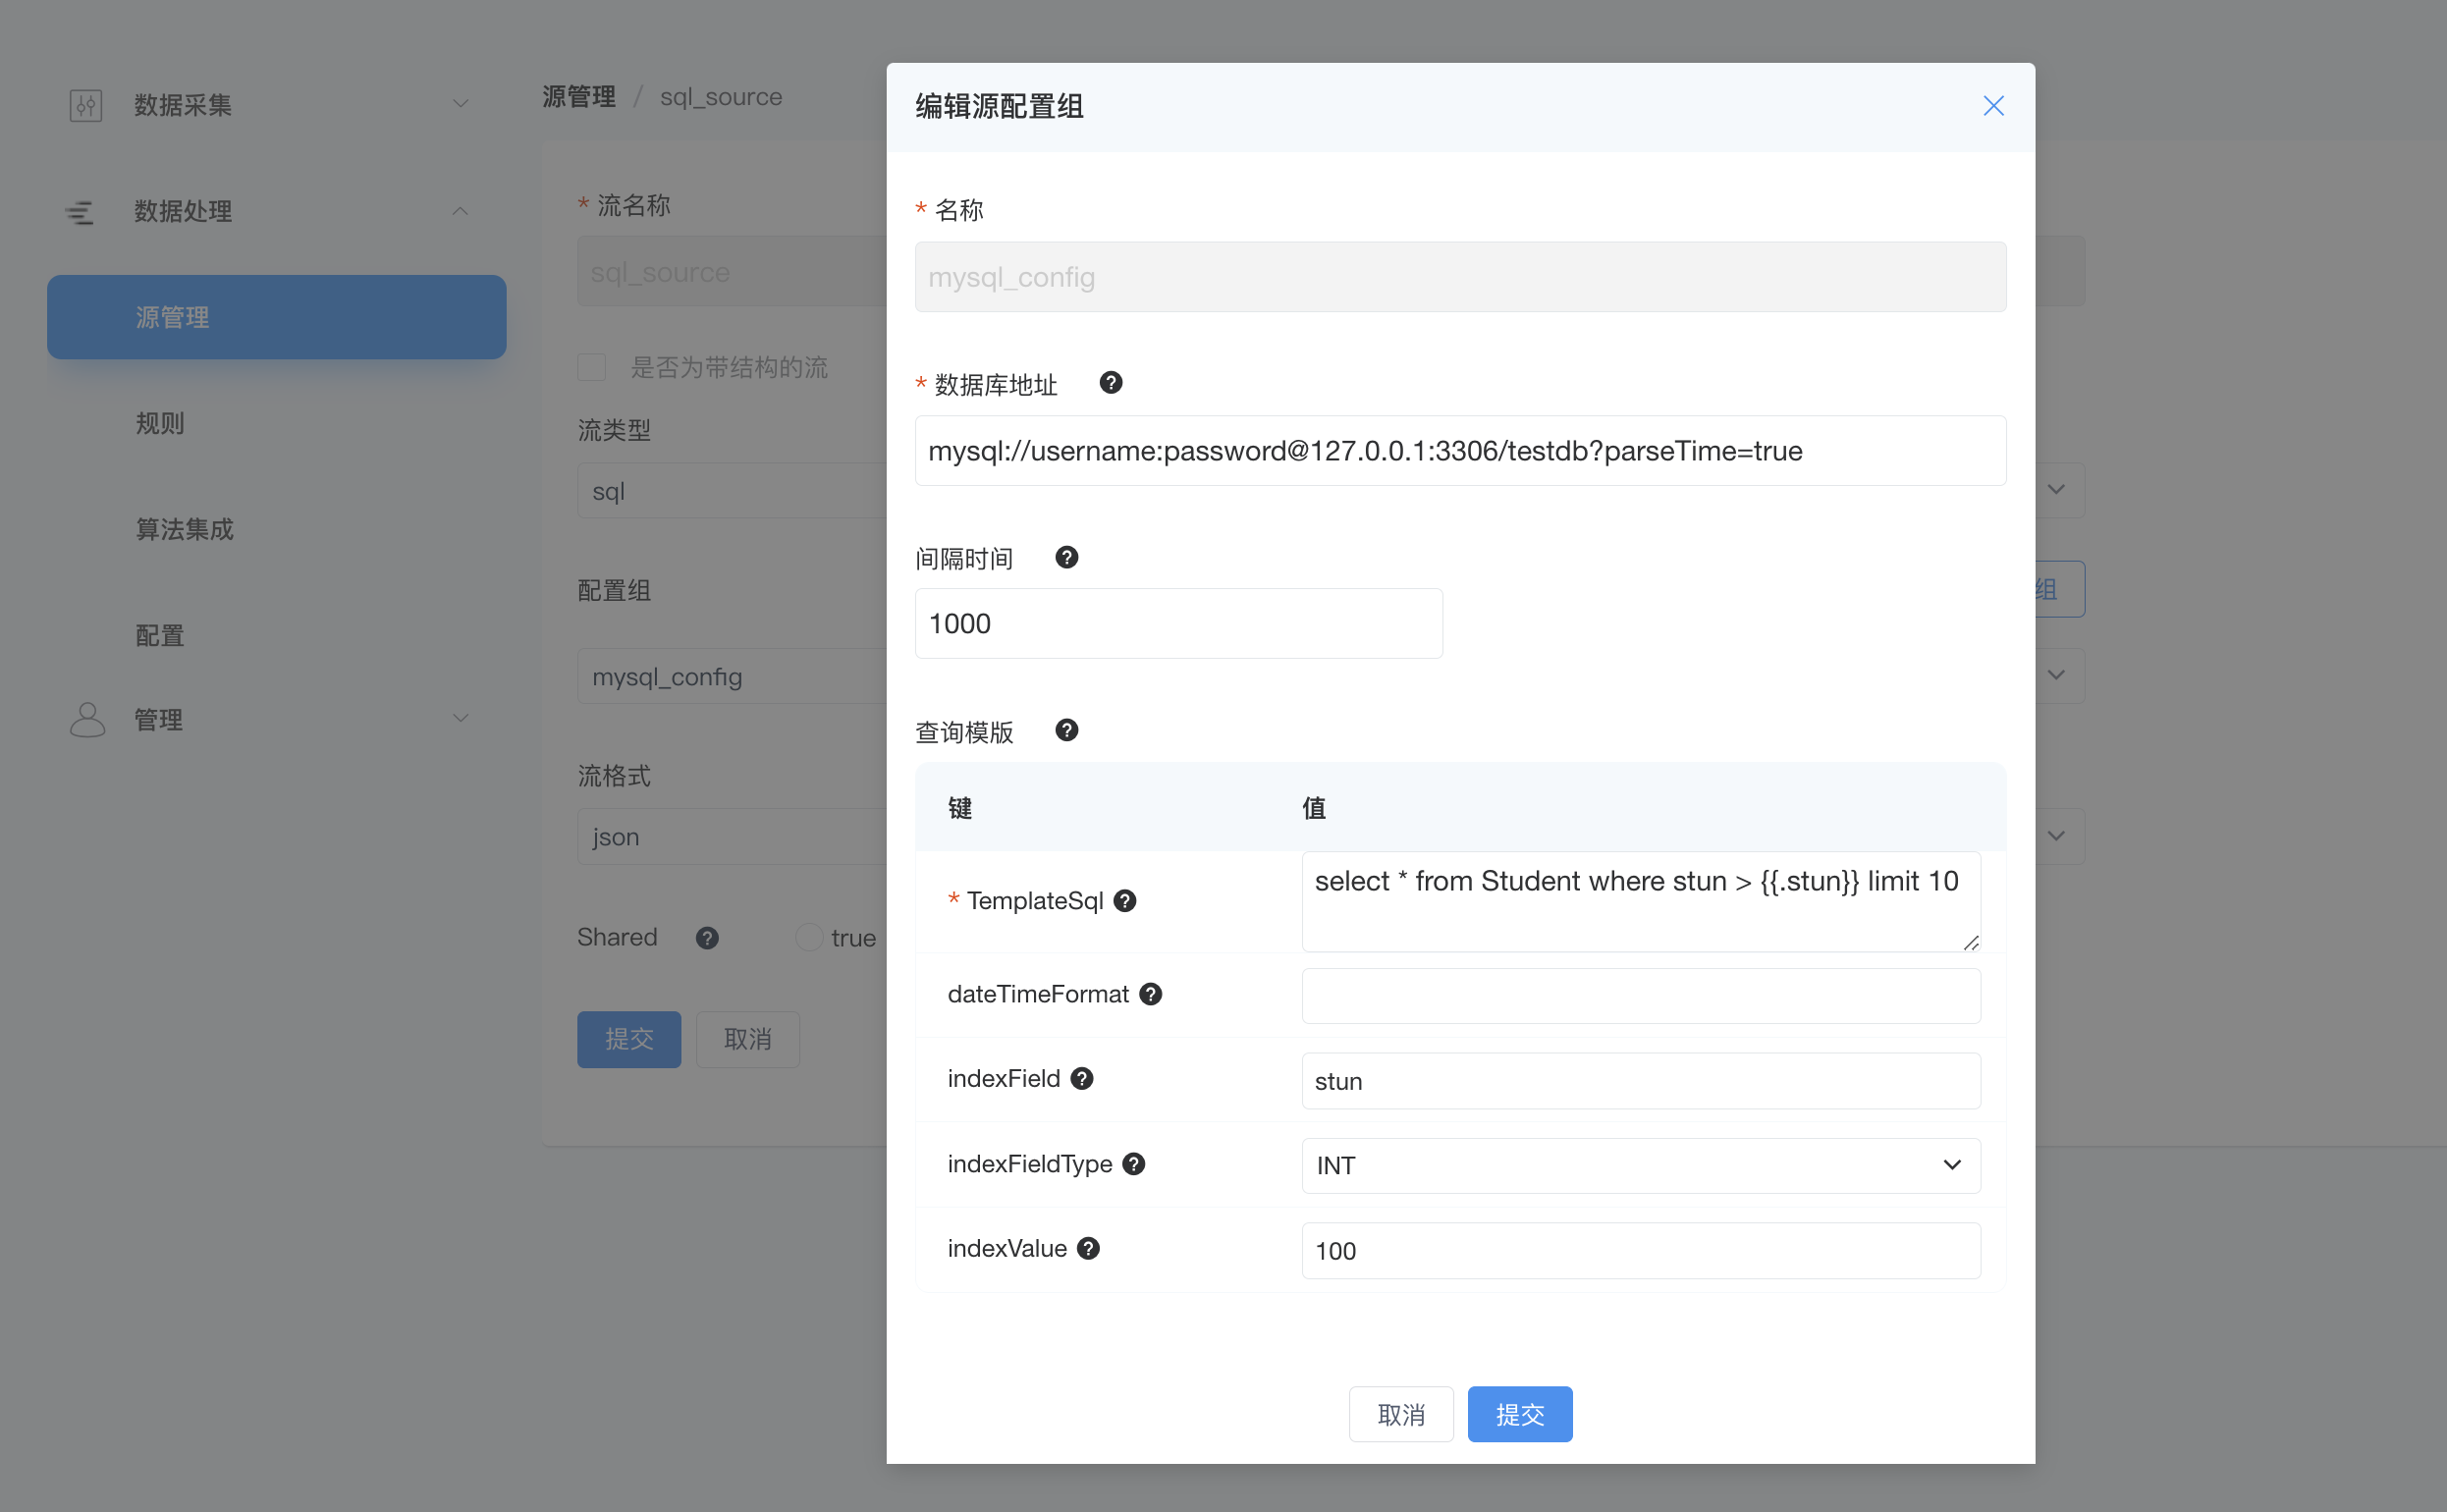 数据采集
数据处理
源管理
规则
算法集成
配置
管理
源管理 / sql_source
* 流名称
sql_source
是否为带结构的流
流类型
sql
配置组
组
mysql_config
流格式
json
Shared
true
提交
取消
编辑源配置组
* 名称
mysql_config
* 数据库地址
mysql://username:password@127.0.0.1:3306/testdb?parseTime=true
间隔时间
1000
查询模版
键 值
* TemplateSql
select * from Student where stun > {{.stun}} limit 10
dateTimeFormat
indexField
stun
indexFieldType
INT
indexValue
100
取消
提交